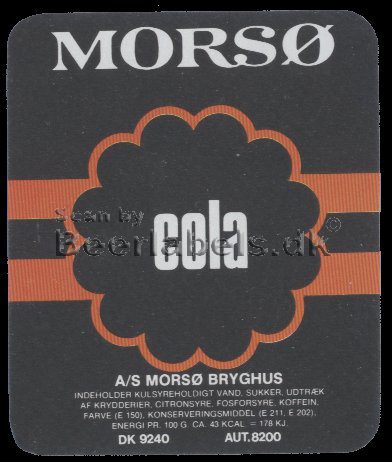 MORSØ
Scan by
Beerlabels.dk ©
cola
A/S MORSØ BRYGHUS
INDEHOLDER KULSYREHOLDIGT VAND, SUKKER, UDTRÆK
AF KRYDDERIER, CITRONSYRE, FOSFORSYRE, KOFFEIN,
FARVE (E 150), KONSERVERINGSMIDDEL (E 211, E 202),
ENERGI PR. 100 G. CA. 43 KCAL = 178 KJ.
DK 9240 AUT.8200